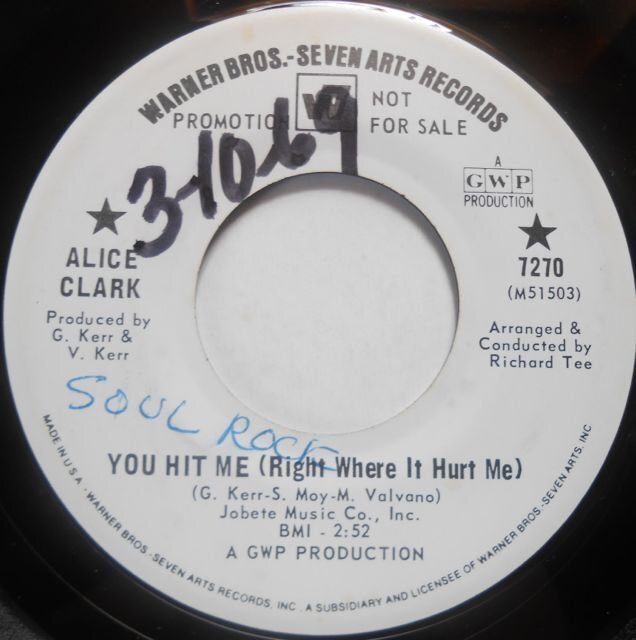 WARNER BROS.-SEVEN ARTS RECORDS
PROMOTION NOT
FOR SALE
W7
3-10-69
A
GWP
PRODUCTION
ALICE
CLARK
Produced by
G. Kerr &
V. Kerr
7270
(M51503)
Arranged &
Conducted by
Richard Tee
SOUL ROCK
YOU HIT ME (Right Where It Hurt Me)
(G. Kerr-S. Moy-M. Valvano)
Jobete Music Co., Inc.
BMI - 2:52
A GWP PRODUCTION
MADE IN U.S.A. - WARNER BROS.-SEVEN ARTS RECORDS, INC., A SUBSIDIARY AND LICENSEE OF WARNER BROS.-SEVEN ARTS, INC.